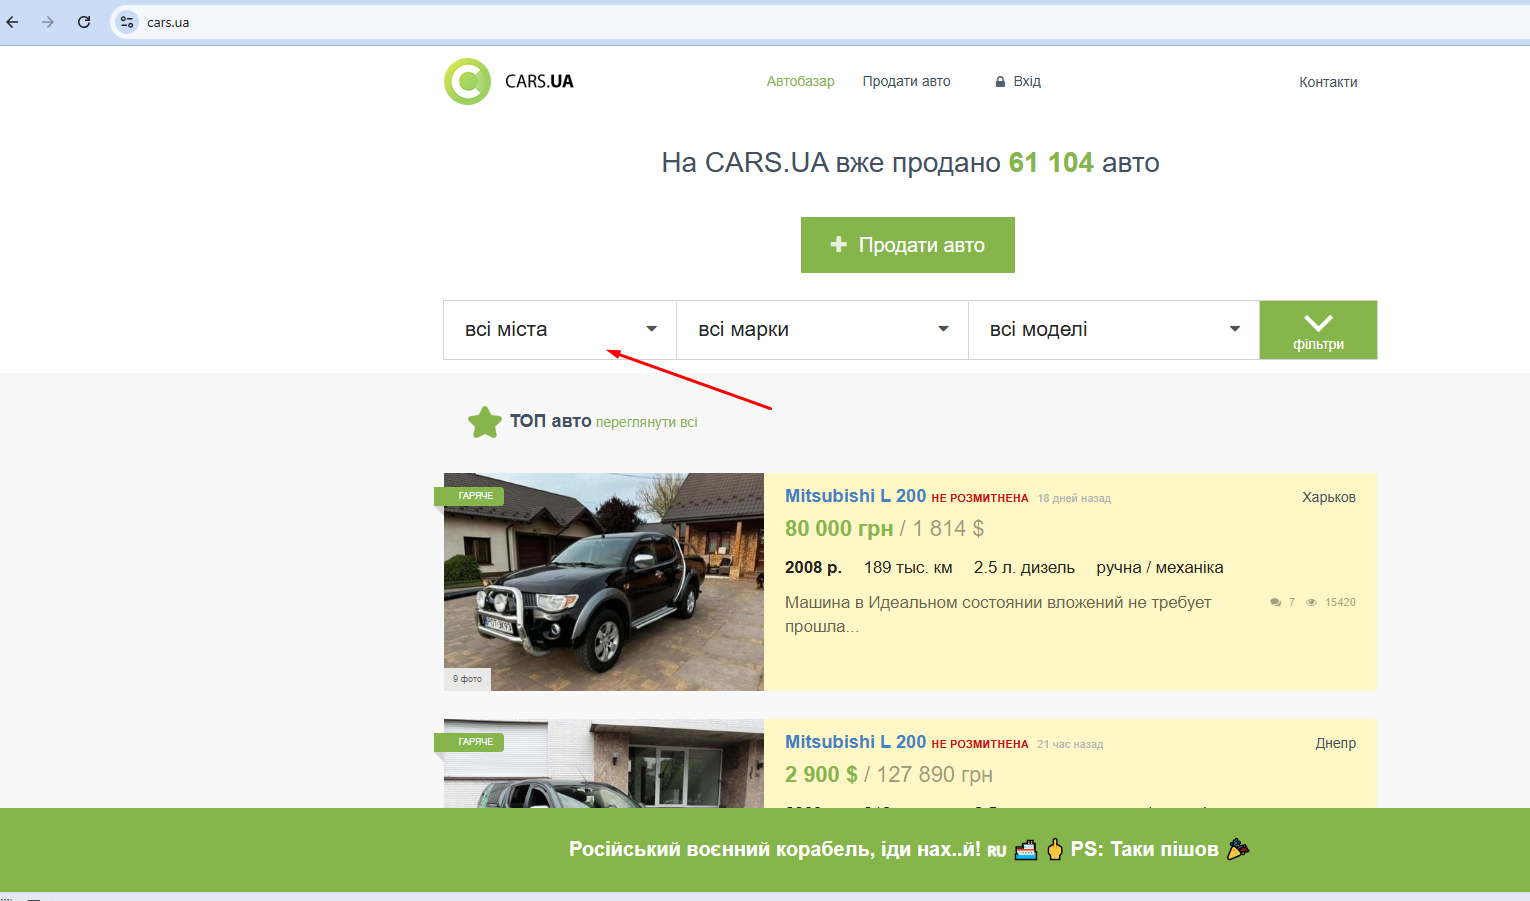 cars.ua
CARS.UA
Автобазар Продати авто Вхід Контакти
На CARS.UA вже продано 61 104 авто
Продати авто
всі міста всі марки всі моделі фільтри
ТОП авто переглянути всі
ГАРЯЧЕ
Mitsubishi L 200 НЕ РОЗМИТНЕНА 18 дней назад Харьков
80 000 грн / 1 814 $
2008 р. 189 тыс. км 2.5 л. дизель ручна / механіка
Машина в Идеальном состоянии вложений не требует
прошла... 7 15420
9 фото
ГАРЯЧЕ
Mitsubishi L 200 НЕ РОЗМИТНЕНА 21 час назад Днепр
2 900 $ / 127 890 грн
Російський воєнний корабель, іди нах..й! RU PS: Таки пішов